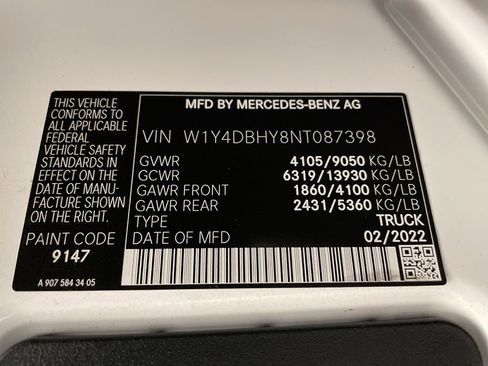 THIS VEHICLE
CONFORMS TO
ALL APPLICABLE
FEDERAL
VEHICLE SAFETY
STANDARDS IN
EFFECT ON THE
DATE OF MANU-
FACTURE SHOWN
ON THE RIGHT.
PAINT CODE
9147
A 907 584 34 05
MFD BY MERCEDES-BENZ AG
VIN W1Y4DBHY8NT087398
GVWR 4105/9050 KG/LB
GCWR 6319/13930 KG/LB
GAWR FRONT 1860/4100 KG/LB
GAWR REAR 2431/5360 KG/LB
TYPE TRUCK
DATE OF MFD 02/2022